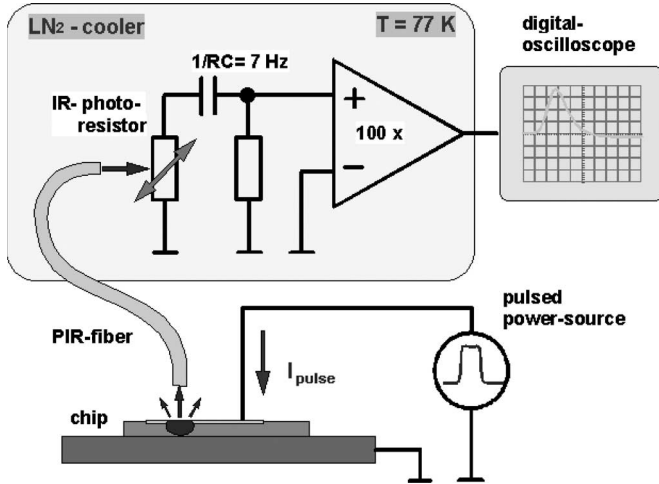 LN2 - cooler
T = 77 K
digital-
oscilloscope
1/RC= 7 Hz
IR- photo-
resistor
+
100 x
−
pulsed
power-source
PIR-fiber
I pulse
chip